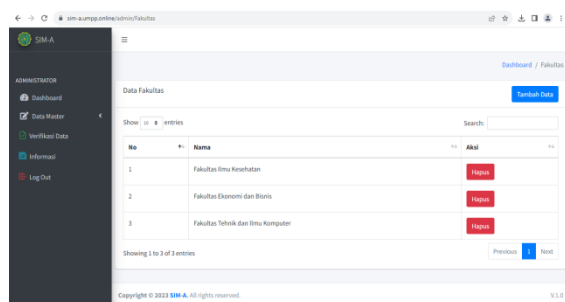 sim-a.umpp.online/admin/Fakultas
SIM-A
Dashboard / Fakultas
ADMINISTRATOR
Dashboard
Data Master
Verifikasi Data
Informasi
Log Out
Data Fakultas
Tambah Data
Show 10 entries
Search:
No Nama Aksi
1 Fakultas Ilmu Kesehatan Hapus
2 Fakultas Ekonomi dan Bisnis Hapus
3 Fakultas Tehnik dan Ilmu Komputer Hapus
Showing 1 to 3 of 3 entries
Previous 1 Next
Copyright © 2023 SIM-A. All rights reserved.
V.1.0